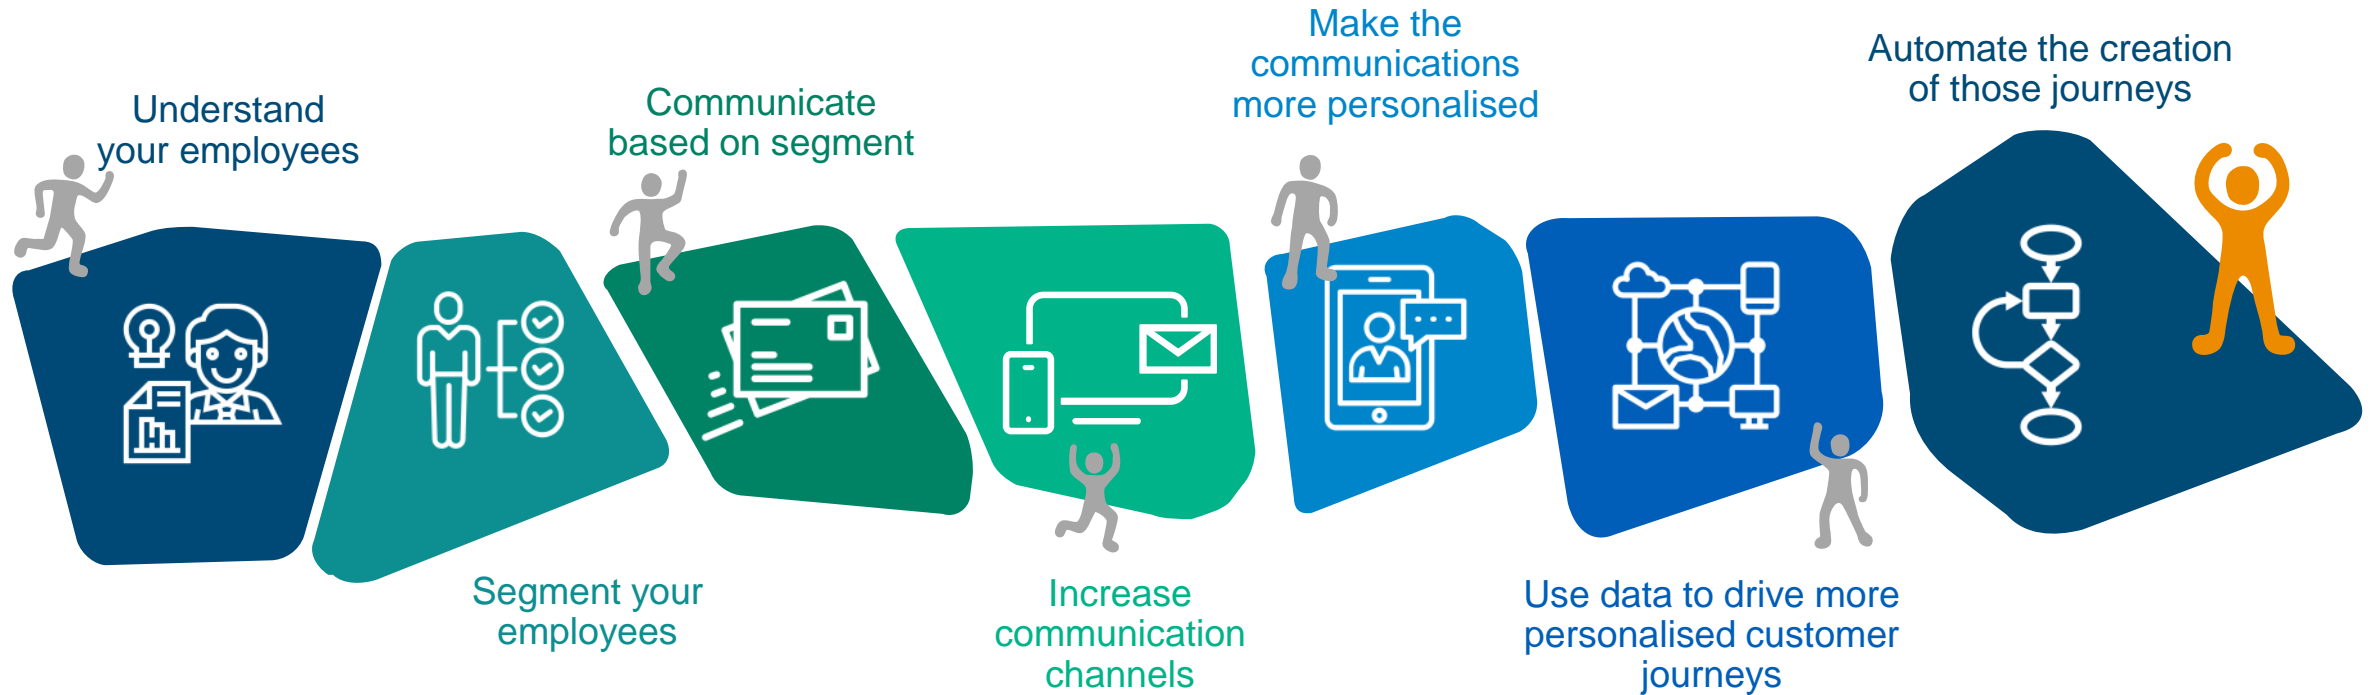 Understand
your employees
Segment your
employees
Communicate
based on segment
Increase
communication
channels
Make the
communications
more personalised
Use data to drive more
personalised customer
journeys
Automate the creation
of those journeys